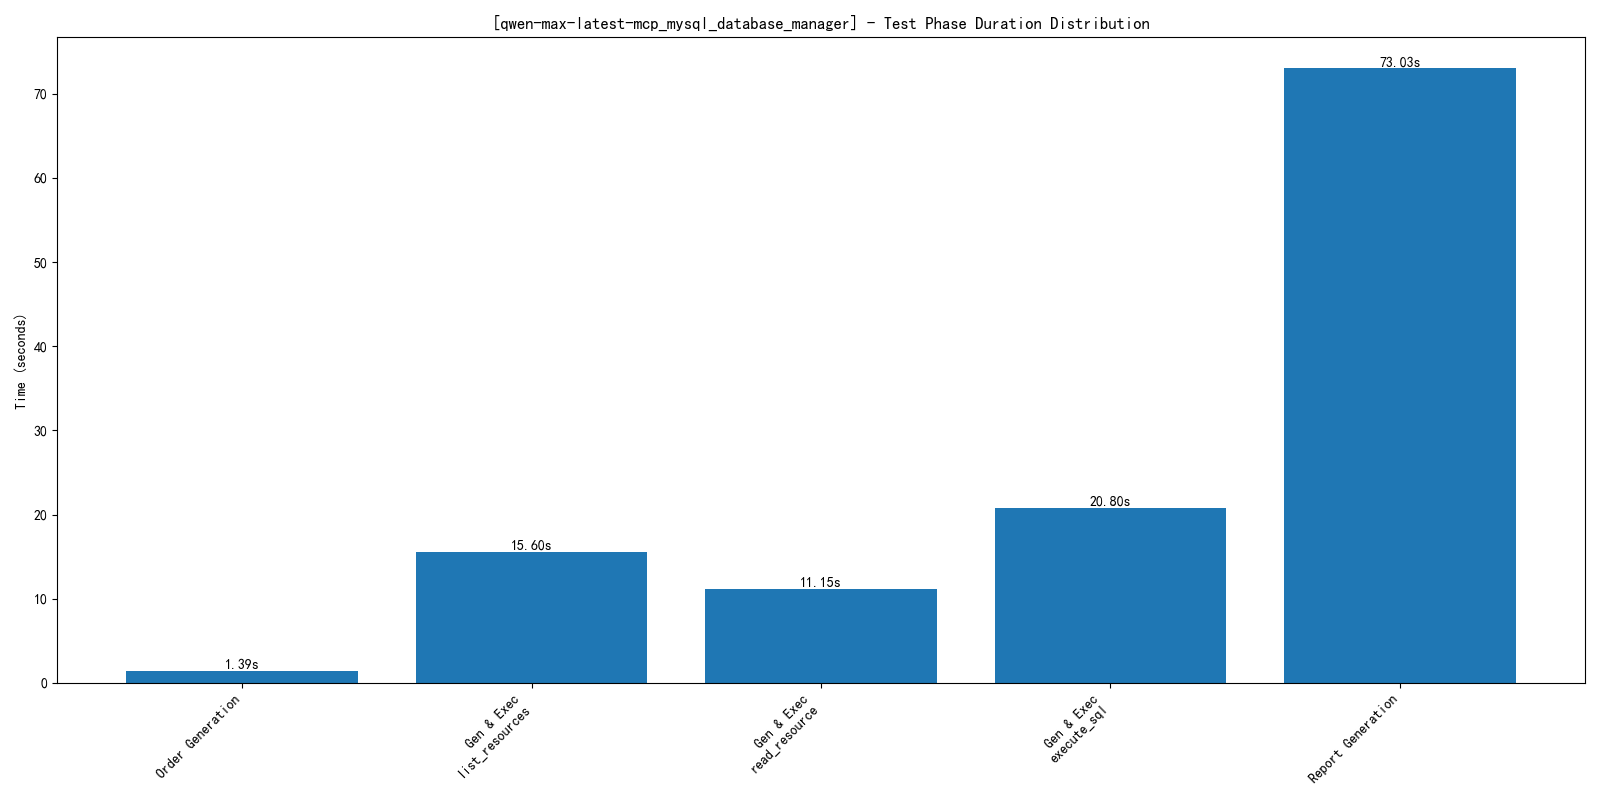 [qwen-max-latest-mcp_mysql_database_manager] - Test Phase Duration Distribution
Time (seconds)
70
60
50
40
30
20
10
0
1.39s
15.60s
11.15s
20.80s
73.03s
Order Generation
Gen & Exec
list_resources
Gen & Exec
read_resource
Gen & Exec
execute_sql
Report Generation